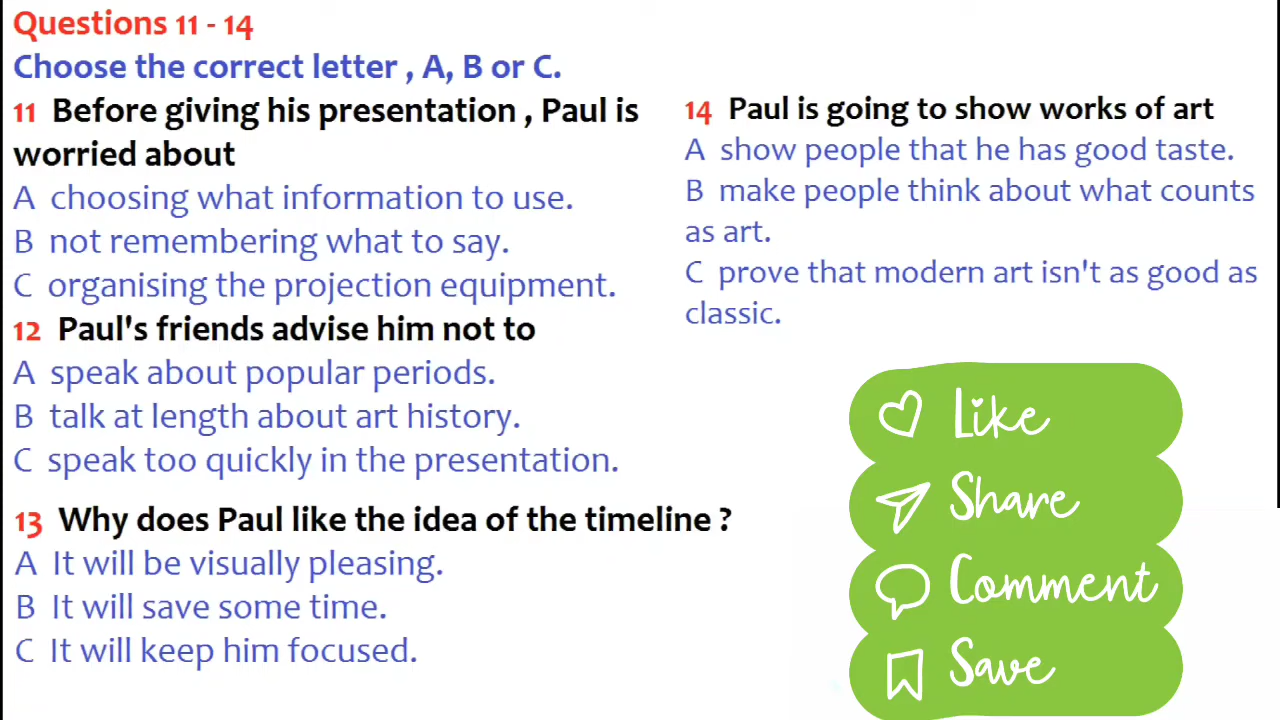 Questions 11 - 14
Choose the correct letter , A, B or C.
11 Before giving his presentation , Paul is
worried about
A choosing what information to use.
B not remembering what to say.
C organising the projection equipment.
12 Paul's friends advise him not to
A speak about popular periods.
B talk at length about art history.
C speak too quickly in the presentation.
13 Why does Paul like the idea of the timeline ?
A It will be visually pleasing.
B It will save some time.
C It will keep him focused.
14 Paul is going to show works of art
A show people that he has good taste.
B make people think about what counts
as art.
C prove that modern art isn't as good as
classic.
Like
Share
Comment
Save